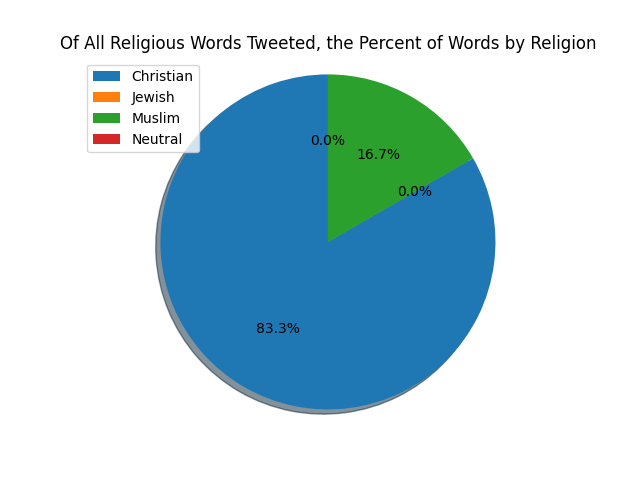 Of All Religious Words Tweeted, the Percent of Words by Religion
Christian
Jewish
Muslim
Neutral
0.0%
16.7%
0.0%
83.3%